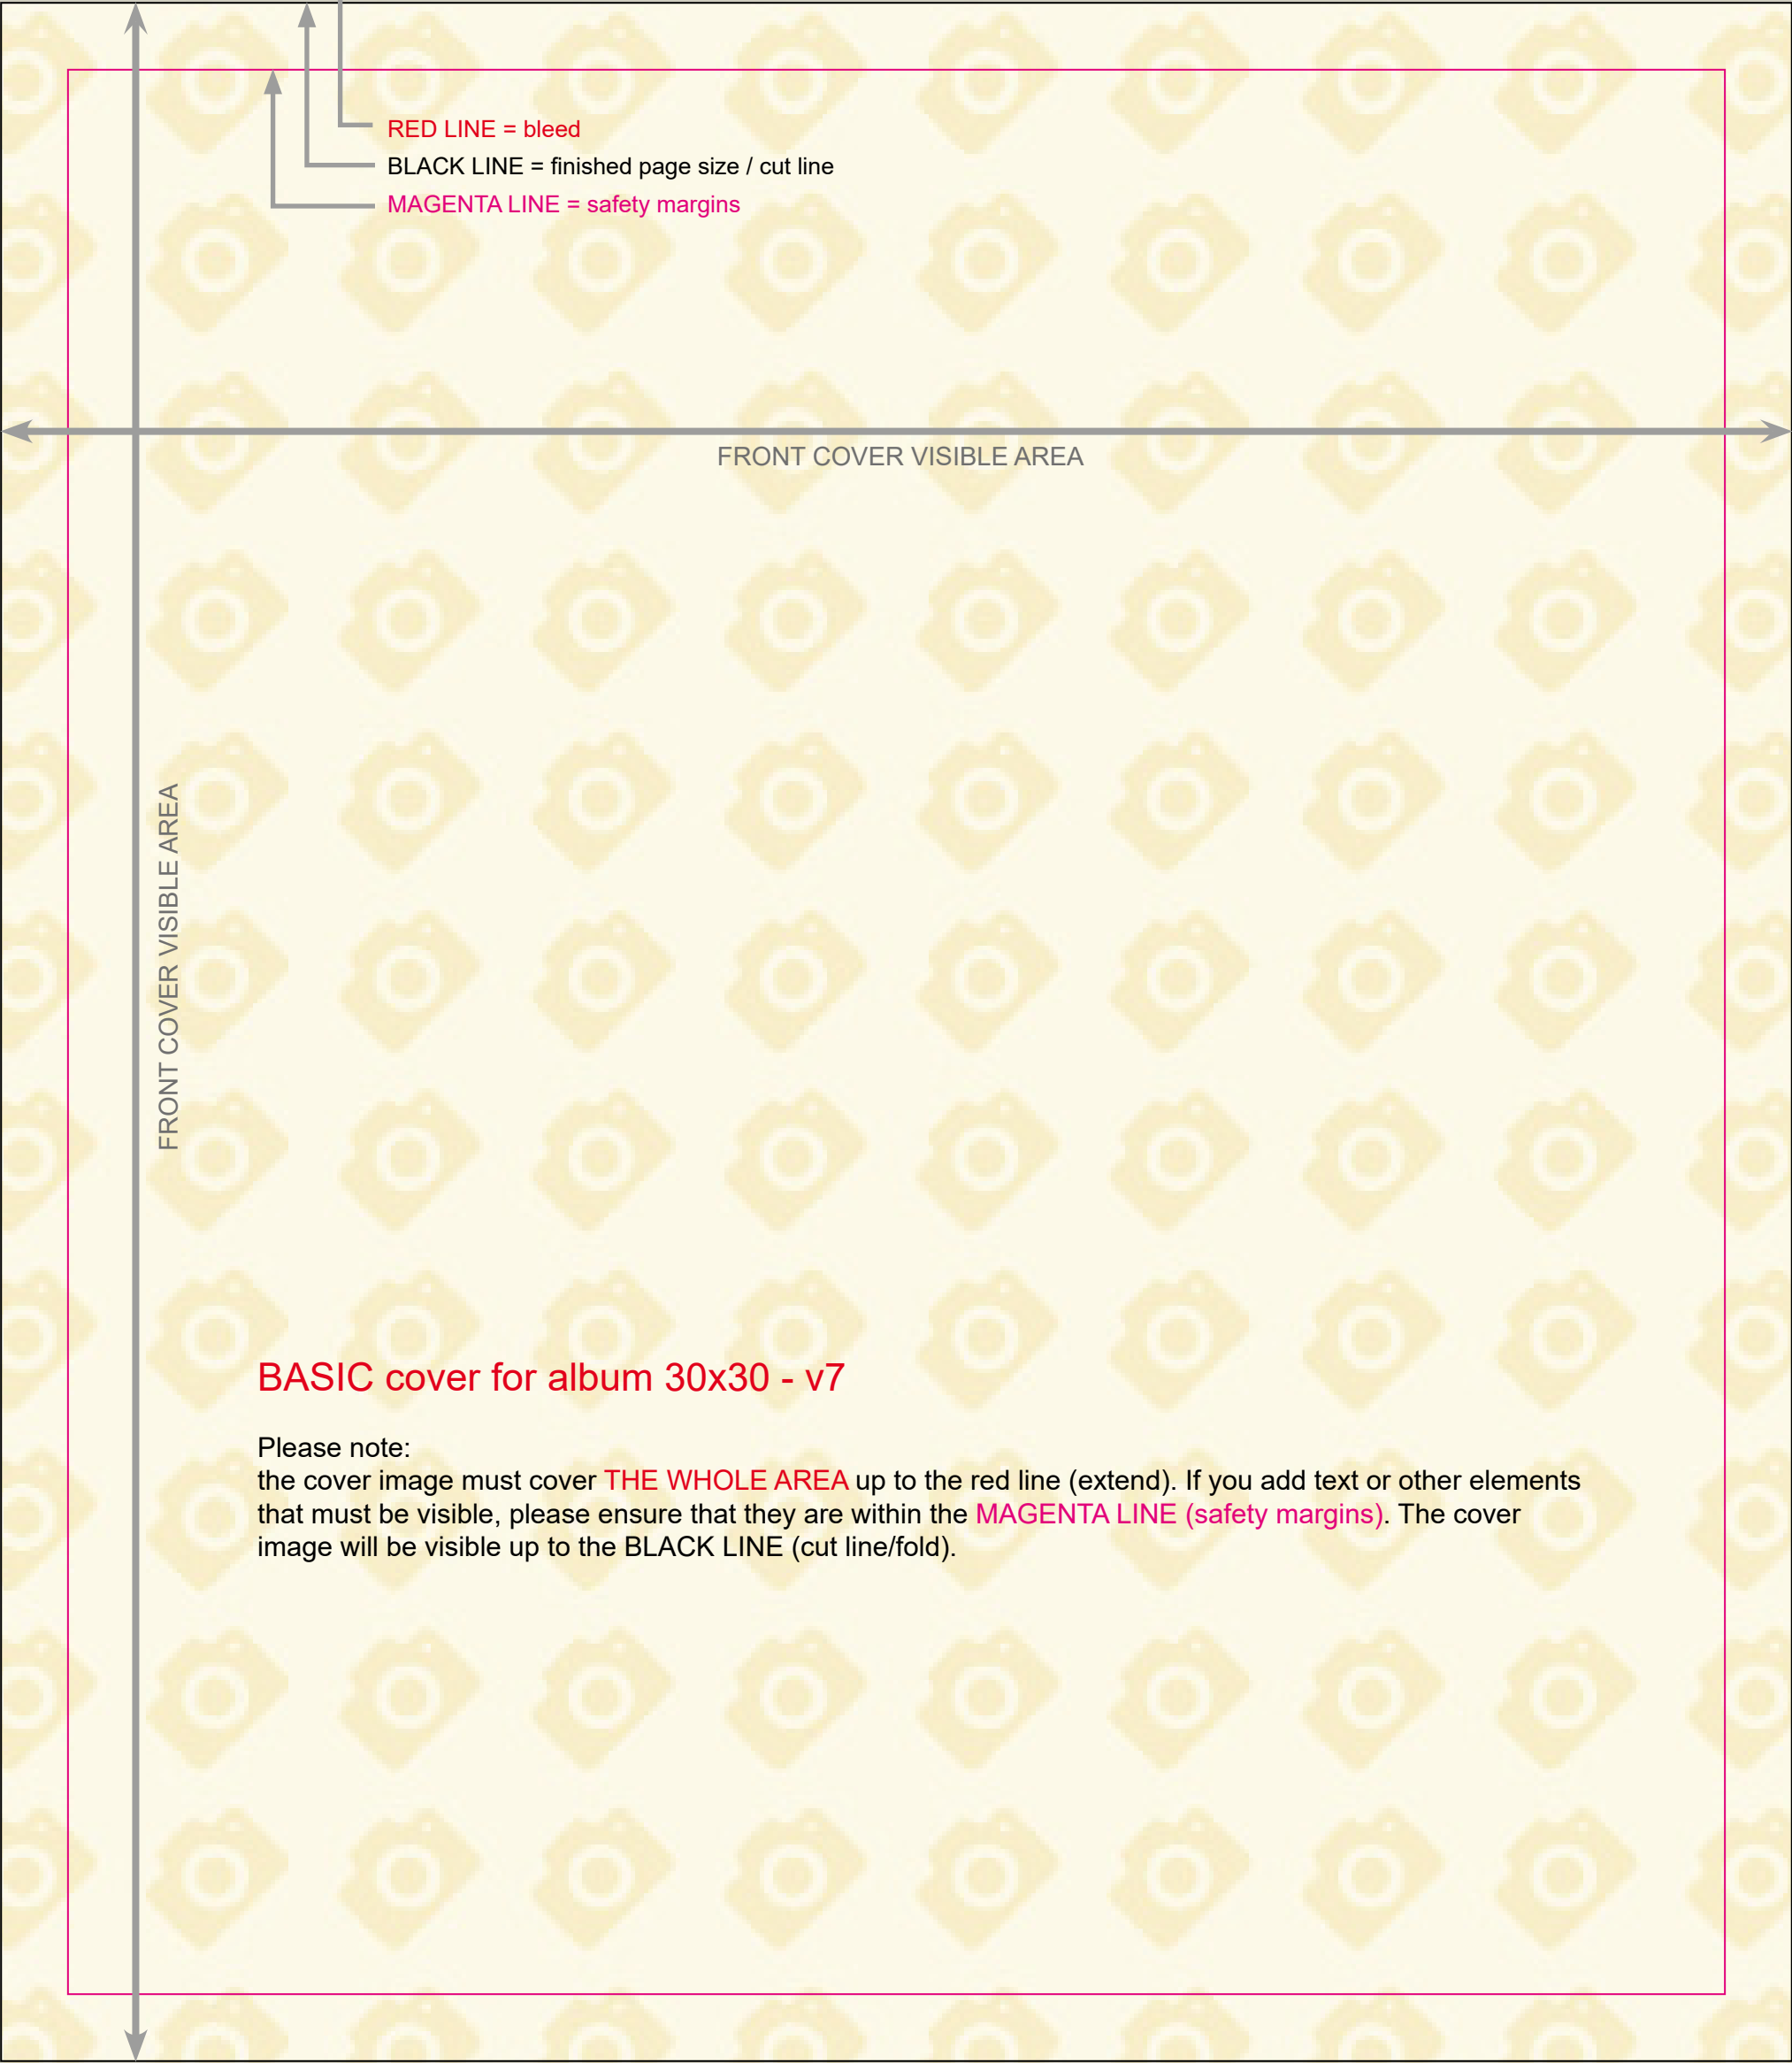 RED LINE = bleed
BLACK LINE = finished page size / cut line
MAGENTA LINE = safety margins
FRONT COVER VISIBLE AREA
FRONT COVER VISIBLE AREA
BASIC cover for album 30x30 - v7
Please note:
the cover image must cover THE WHOLE AREA up to the red line (extend). If you add text or other elements
that must be visible, please ensure that they are within the MAGENTA LINE (safety margins). The cover
image will be visible up to the BLACK LINE (cut line/fold).